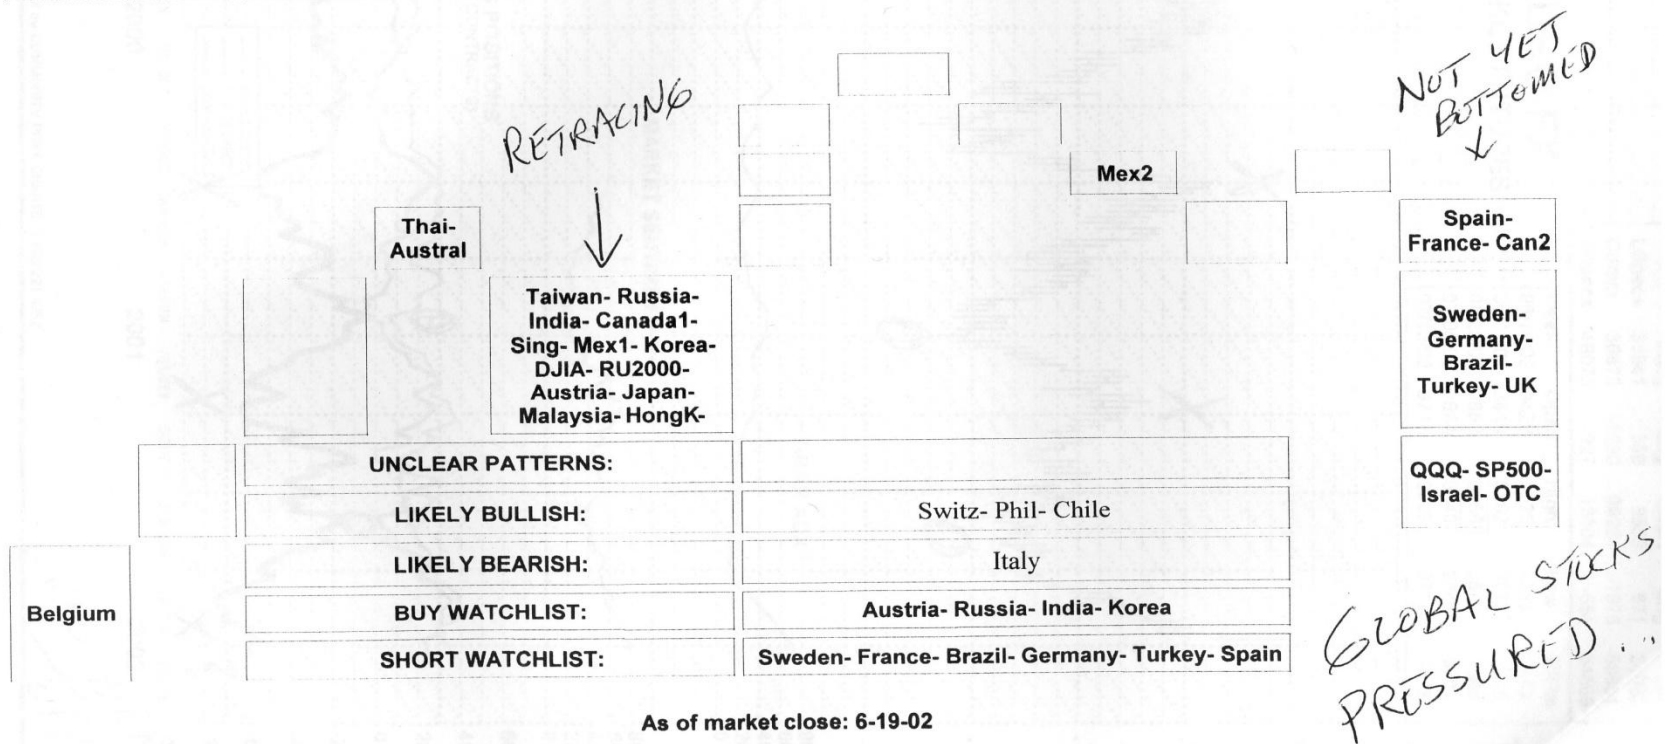 RETRACING
NOT YET
BOTTOMED
Mex2
Thai-
Austral
Spain-
France- Can2
Taiwan- Russia-
India- Canada1-
Sing- Mex1- Korea-
DJIA- RU2000-
Austria- Japan-
Malaysia- HongK-
Sweden-
Germany-
Brazil-
Turkey- UK
QQQ- SP500-
Israel- OTC
UNCLEAR PATTERNS:
LIKELY BULLISH: Switz- Phil- Chile
LIKELY BEARISH: Italy
Belgium
BUY WATCHLIST: Austria- Russia- India- Korea
SHORT WATCHLIST: Sweden- France- Brazil- Germany- Turkey- Spain
GLOBAL STOCKS
PRESSURED...
As of market close: 6-19-02